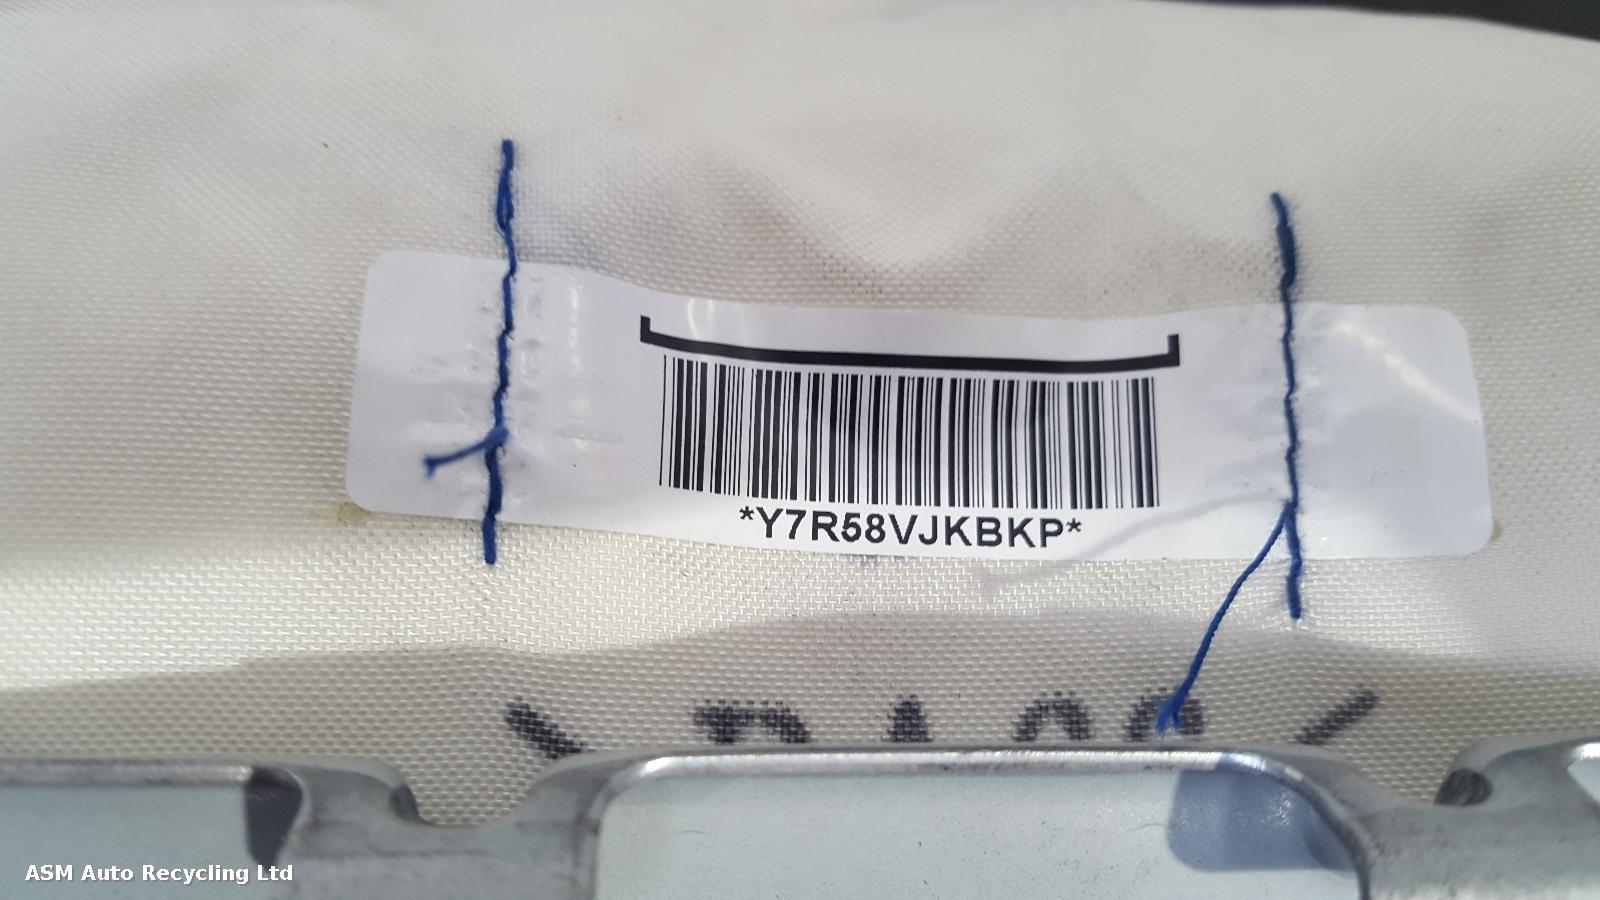 *Y7R58VJKBKP*
ASM Auto Recycling Ltd